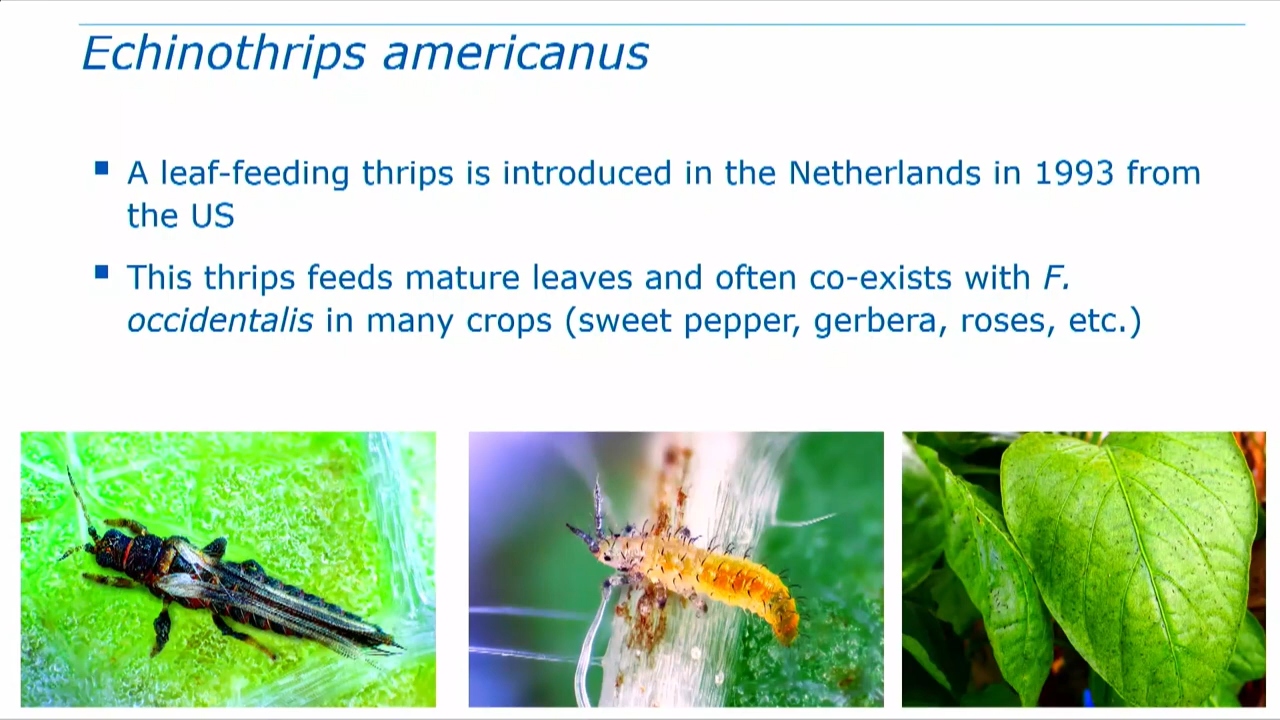 Echinothrips americanus
A leaf-feeding thrips is introduced in the Netherlands in 1993 from
the US
This thrips feeds mature leaves and often co-exists with F.
occidentalis in many crops (sweet pepper, gerbera, roses, etc.)